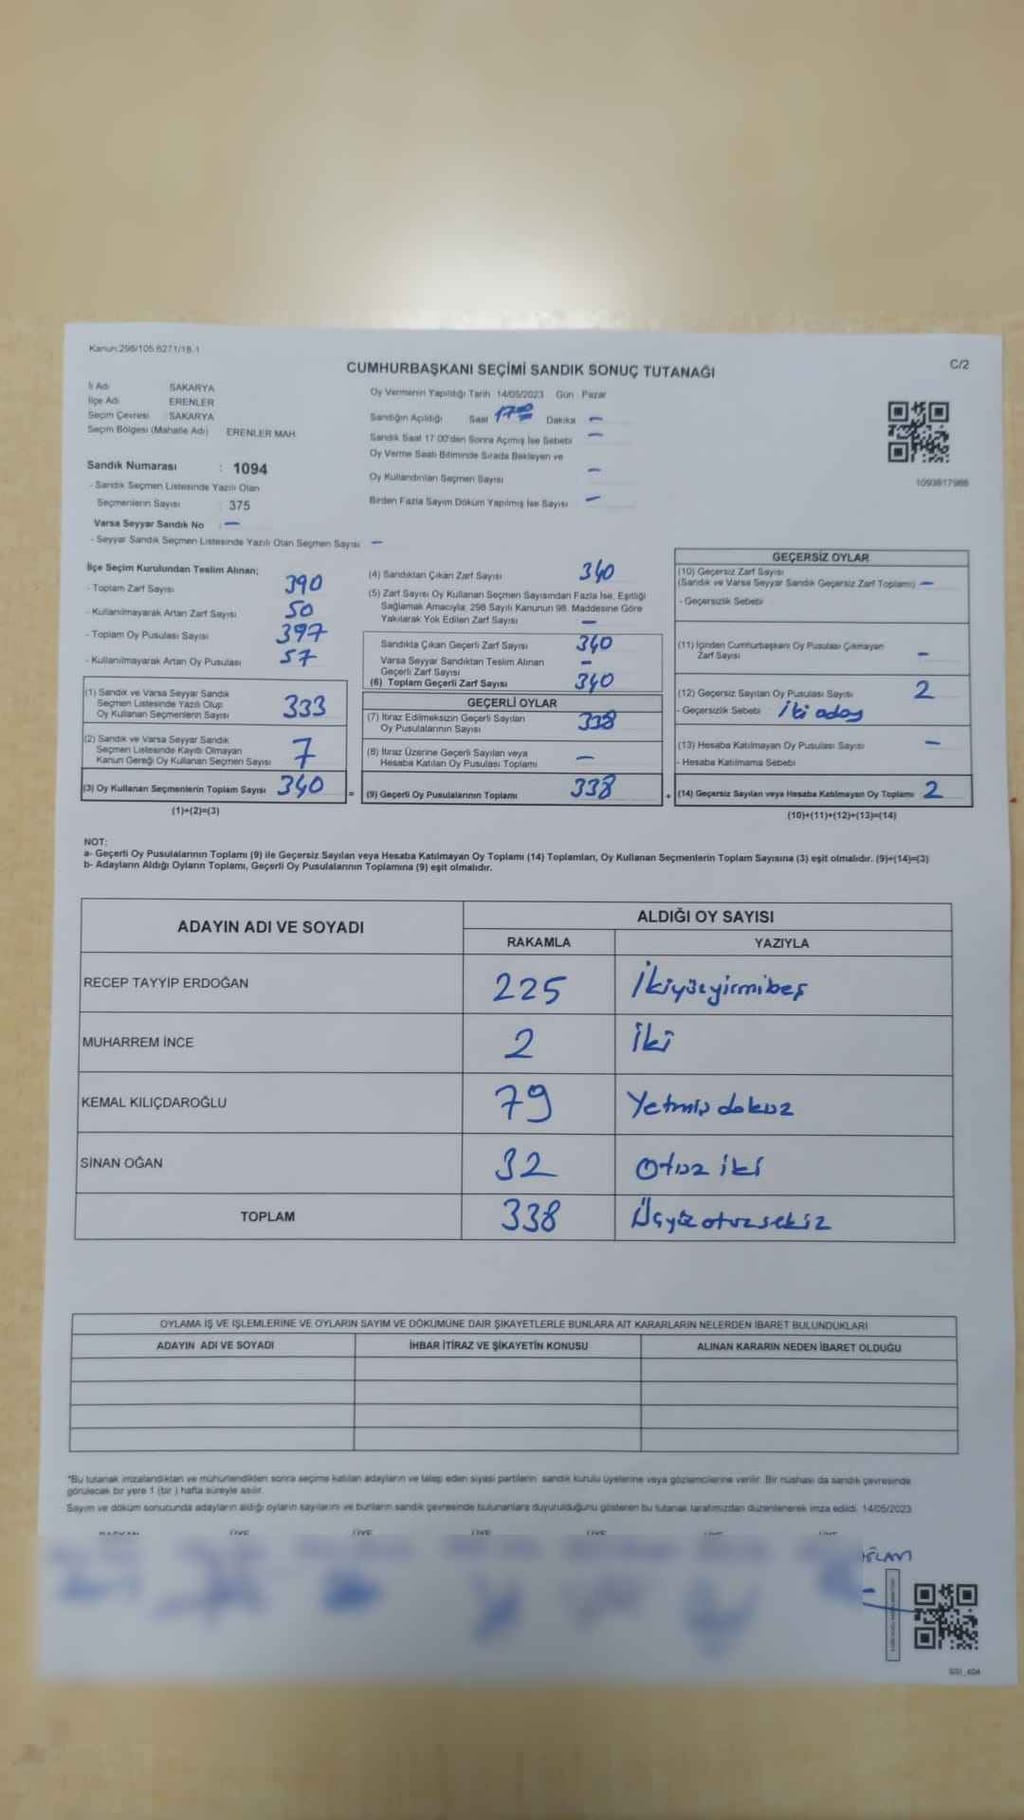 Kanun:298/105,6271/18.1
C/2
CUMHURBAŞKANI SEÇİMİ SANDIK SONUÇ TUTANAĞI
İl Adı SAKARYA
İlçe Adı ERENLER
Seçim Çevresi SAKARYA
Seçim Bölgesi (Mahalle Adı) ERENLER MAH
Sandık Numarası : 1094
- Sandık Seçmen Listesinde Yazılı Olan
Seçmenlerin Sayısı 375
Varsa Seyyar Sandık No : -
- Seyyar Sandık Seçmen Listesinde Yazılı Olan Seçmen Sayısı -
Oy Vermenin Yapıldığı Tarih 14/05/2023 Gün : Pazar
Sandığın Açıldığı Saat 17:00 Dakika -
Sandık Saat 17.00'den Sonra Açmış İse Sebebi -
Oy Verme Saati Bitiminde Sırada Bekleyen ve
Oy Kullandırılan Seçmen Sayısı -
Birden Fazla Sayım Döküm Yapılmış İse Sayısı -
1093817986
İlçe Seçim Kurulundan Teslim Alınan;
- Toplam Zarf Sayısı 390
- Kullanılmayarak Artan Zarf Sayısı 50
- Toplam Oy Pusulası Sayısı 397
- Kullanılmayarak Artan Oy Pusulası 57
(1) Sandık ve Varsa Seyyar Sandık
Seçmen Listesinde Yazılı Olup
Oy Kullanan Seçmenlerin Sayısı 333
(2) Sandık ve Varsa Seyyar Sandık
Seçmen Listesinde Kayıtlı Olmayan
Kanun Gereği Oy Kullanan Seçmen Sayısı 7
(3) Oy Kullanan Seçmenlerin Toplam Sayısı 340
(1)+(2)=(3)
(4) Sandıktan Çıkan Zarf Sayısı 340
(5) Zarf Sayısı Oy Kullanan Seçmen Sayısından Fazla İse, Eşitliği
Sağlamak Amacıyla, 298 Sayılı Kanunun 98. Maddesine Göre
Yakılarak Yok Edilen Zarf Sayısı -
Sandıkta Çıkan Geçerli Zarf Sayısı 340
Varsa Seyyar Sandıktan Teslim Alınan
Geçerli Zarf Sayısı -
(6) Toplam Geçerli Zarf Sayısı 340
GEÇERLİ OYLAR
(7) İtiraz Edilmeksizin Geçerli Sayılan
Oy Pusulalarının Sayısı 338
(8) İtiraz Üzerine Geçerli Sayılan veya
Hesaba Katılan Oy Pusulası Toplamı -
= (9) Geçerli Oy Pusulalarının Toplamı 338
GEÇERSİZ OYLAR
(10) Geçersiz Zarf Sayısı
(Sandık ve Varsa Seyyar Sandık Geçersiz Zarf Toplamı) -
- Geçersizlik Sebebi
(11) İçinden Cumhurbaşkanı Oy Pusulası Çıkmayan
Zarf Sayısı -
(12) Geçersiz Sayılan Oy Pusulası Sayısı 2
- Geçersizlik Sebebi İki aday
(13) Hesaba Katılmayan Oy Pusulası Sayısı -
- Hesaba Katılmama Sebebi
+ (14) Geçersiz Sayılan veya Hesaba Katılmayan Oy Toplamı 2
(10)+(11)+(12)+(13)=(14)
NOT:
a- Geçerli Oy Pusulalarının Toplamı (9) ile Geçersiz Sayılan veya Hesaba Katılmayan Oy Toplamı (14) Toplamları, Oy Kullanan Seçmenlerin Toplam Sayısına (3) eşit olmalıdır. (9)+(14)=(3)
b- Adayların Aldığı Oyların Toplamı, Geçerli Oy Pusulalarının Toplamına (9) eşit olmalıdır.
ADAYIN ADI VE SOYADI ALDIĞI OY SAYISI
RAKAMLA YAZIYLA
RECEP TAYYİP ERDOĞAN 225 İkiyüzyirmibeş
MUHARREM İNCE 2 İki
KEMAL KILIÇDAROĞLU 79 Yetmiş dokuz
SİNAN OĞAN 32 Otuz iki
TOPLAM 338 Üçyüz otuzsekiz
OYLAMA İŞ VE İŞLEMLERİNE VE OYLARIN SAYIM VE DÖKÜMÜNE DAİR ŞİKAYETLERLE BUNLARA AİT KARARLARIN NELERDEN İBARET BULUNDUKLARI
ADAYIN ADI VE SOYADI İHBAR İTİRAZ VE ŞİKAYETİN KONUSU ALINAN KARARIN NEDEN İBARET OLDUĞU
*Bu tutanak imzalandıktan ve mühürlendikten sonra seçime katılan adayların ve talep eden siyasi partilerin sandık kurulu üyelerine veya gözlemcilerine verilir. Bir nüshası da sandık çevresinde
görülecek bir yere 1 (bir ) hafta süreyle asılır.
Sayım ve döküm sonucunda adayların aldığı oyların sayılarını ve bunların sandık çevresinde bulunanlara duyurulduğunu gösteren bu tutanak tarafımızdan düzenlenerek imza edildi. 14/05/2023